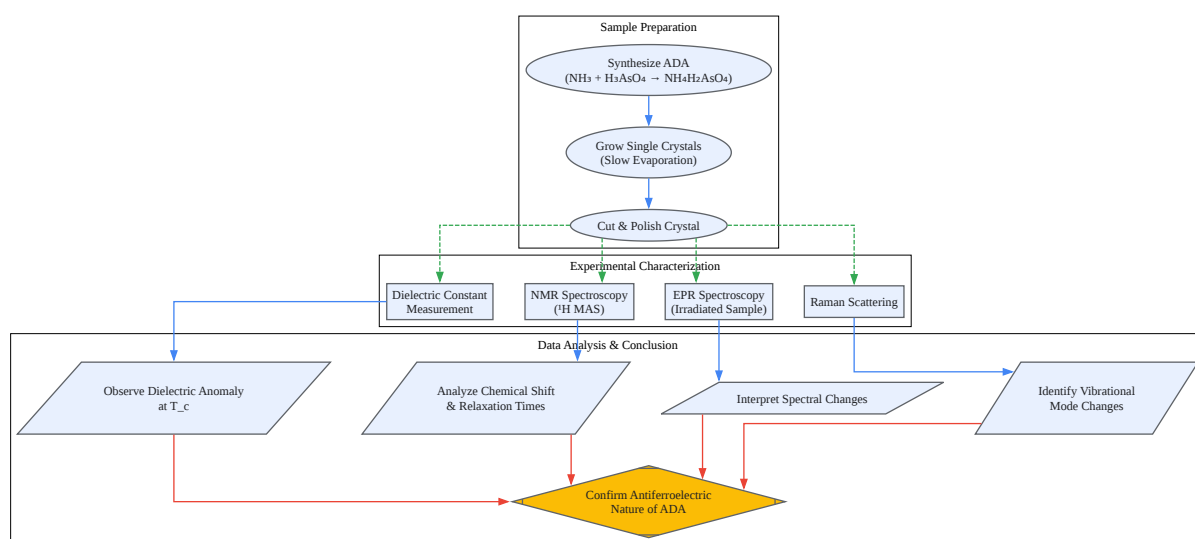 Sample Preparation
Synthesize ADA
(NH₃ + H₃AsO₄ → NH₄H₂AsO₄)
Grow Single Crystals
(Slow Evaporation)
Cut & Polish Crystal
Experimental Characterization
Dielectric Constant
Measurement
NMR Spectroscopy
(¹H MAS)
EPR Spectroscopy
(Irradiated Sample)
Raman Scattering
Data Analysis & Conclusion
Observe Dielectric Anomaly
at T_c
Analyze Chemical Shift
& Relaxation Times
Interpret Spectral Changes
Identify Vibrational
Mode Changes
Confirm Antiferroelectric
Nature of ADA